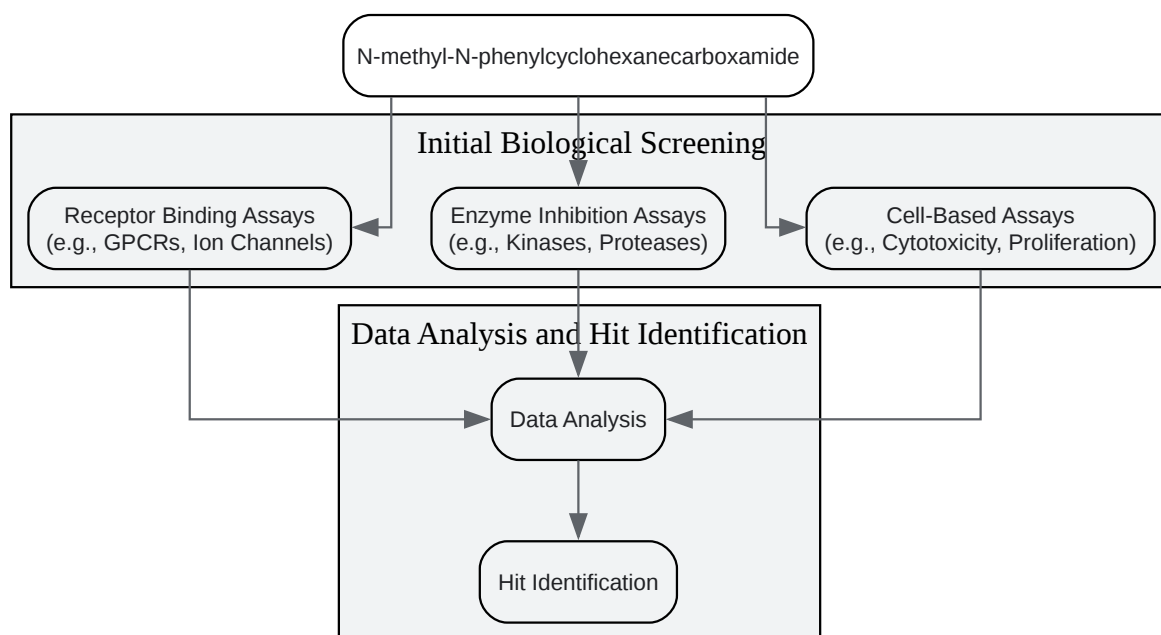 N-methyl-N-phenylcyclohexanecarboxamide
Initial Biological Screening
Receptor Binding Assays
(e.g., GPCRs, Ion Channels)
Enzyme Inhibition Assays
(e.g., Kinases, Proteases)
Cell-Based Assays
(e.g., Cytotoxicity, Proliferation)
Data Analysis and Hit Identification
Data Analysis
Hit Identification